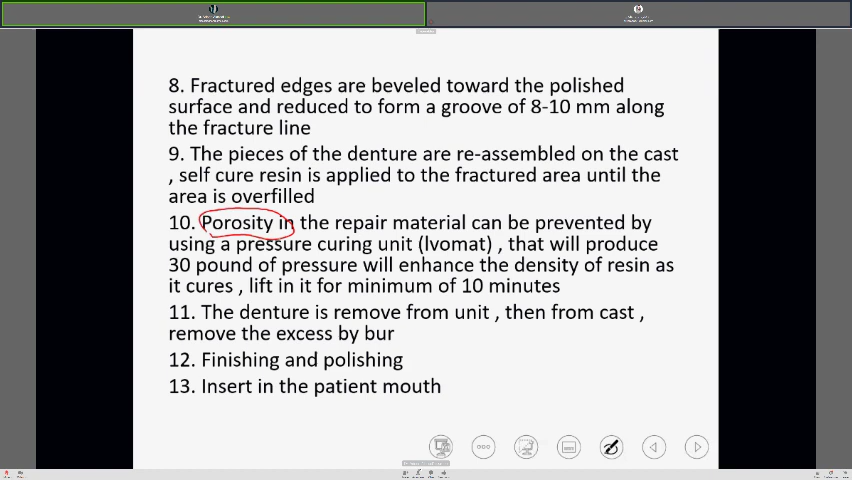 8. Fractured edges are beveled toward the polished
surface and reduced to form a groove of 8-10 mm along
the fracture line
9. The pieces of the denture are re-assembled on the cast
, self cure resin is applied to the fractured area until the
area is overfilled
10. Porosity in the repair material can be prevented by
using a pressure curing unit (lvomat) , that will produce
30 pound of pressure will enhance the density of resin as
it cures , lift in it for minimum of 10 minutes
11. The denture is remove from unit , then from cast ,
remove the excess by bur
12. Finishing and polishing
13. Insert in the patient mouth